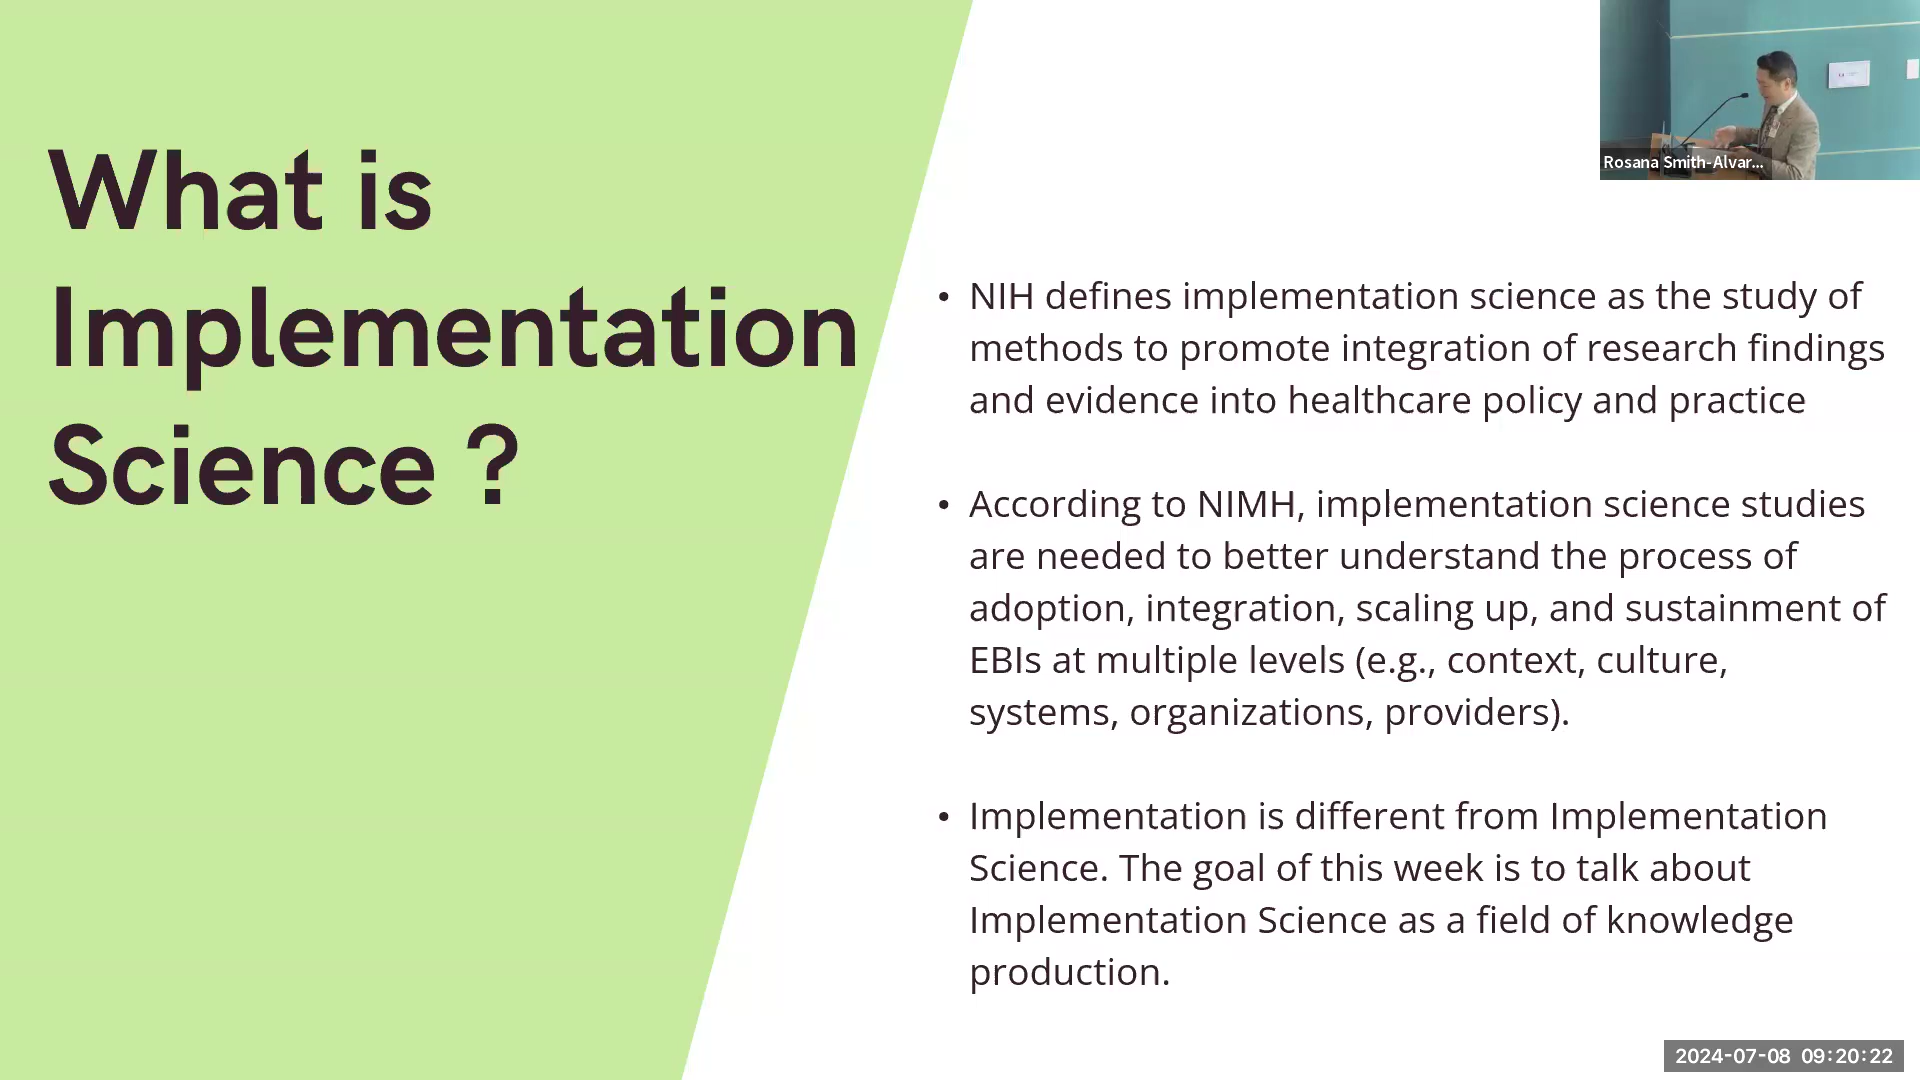 What is
Implementation
Science ?
Rosana Smith-Alvar...
• NIH defines implementation science as the study of
methods to promote integration of research findings
and evidence into healthcare policy and practice
• According to NIMH, implementation science studies
are needed to better understand the process of
adoption, integration, scaling up, and sustainment of
EBIs at multiple levels (e.g., context, culture,
systems, organizations, providers).
• Implementation is different from Implementation
Science. The goal of this week is to talk about
Implementation Science as a field of knowledge
production.
2024-07-08 09:20:22